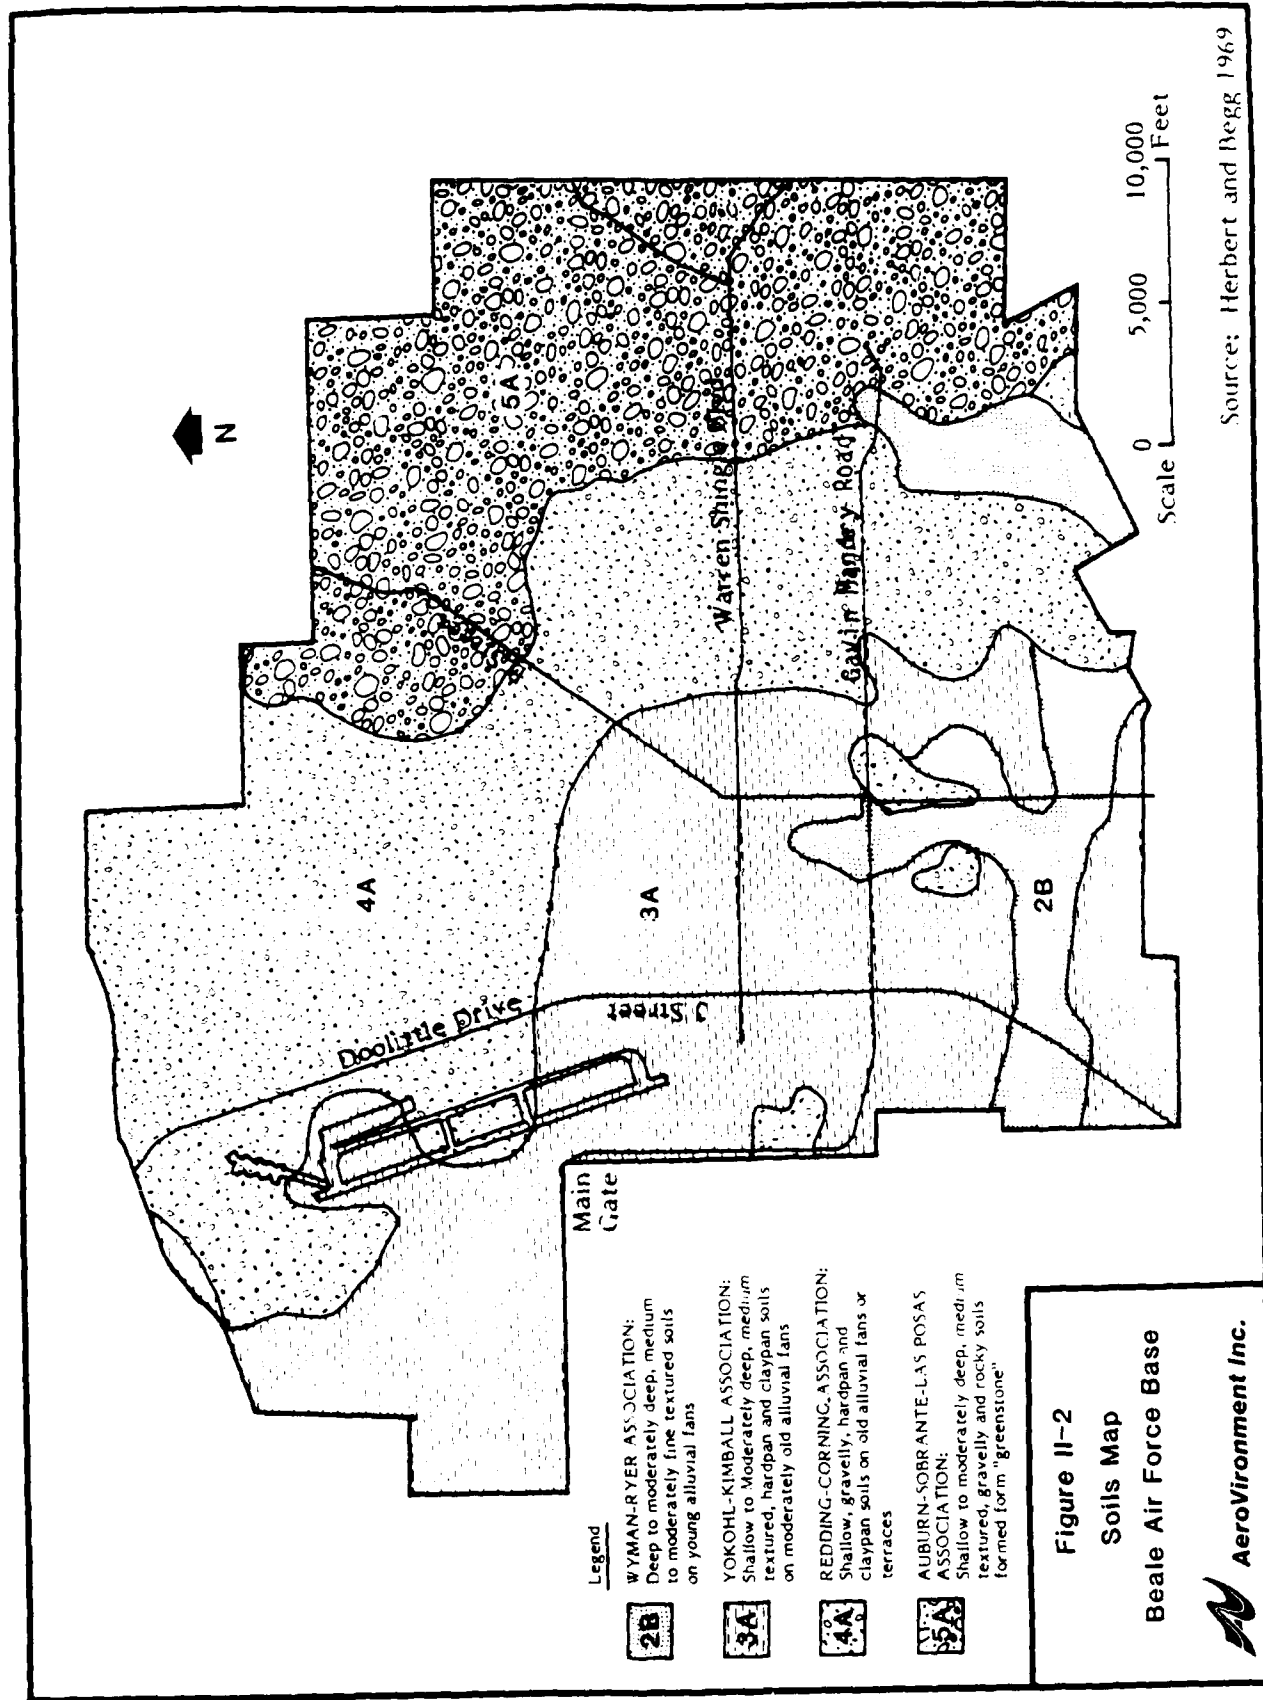 N
4A
5A
3A
2B
Doolittle Drive
J Street
Warren Shingle Blvd
Gavin Mandry Road
Main
Gate
0 5,000 10,000
Scale Feet
Source: Herbert and Begg 1969
Legend
2B
WYMAN-RYER ASSOCIATION:
Deep to moderately deep, medium
to moderately fine textured soils
on young alluvial fans
3A
YOKOHL-KIMBALL ASSOCIATION:
Shallow to Moderately deep, medium
textured, hardpan and claypan soils
on moderately old alluvial fans
4A
REDDING-CORNING ASSOCIATION:
Shallow, gravelly, hardpan and
claypan soils on old alluvial fans or
terraces
5A
AUBURN-SOBRANTE-LAS POSAS
ASSOCIATION:
Shallow to moderately deep, medium
textured, gravelly and rocky soils
formed form "greenstone"
Figure II-2
Soils Map
Beale Air Force Base
AeroVironment Inc.